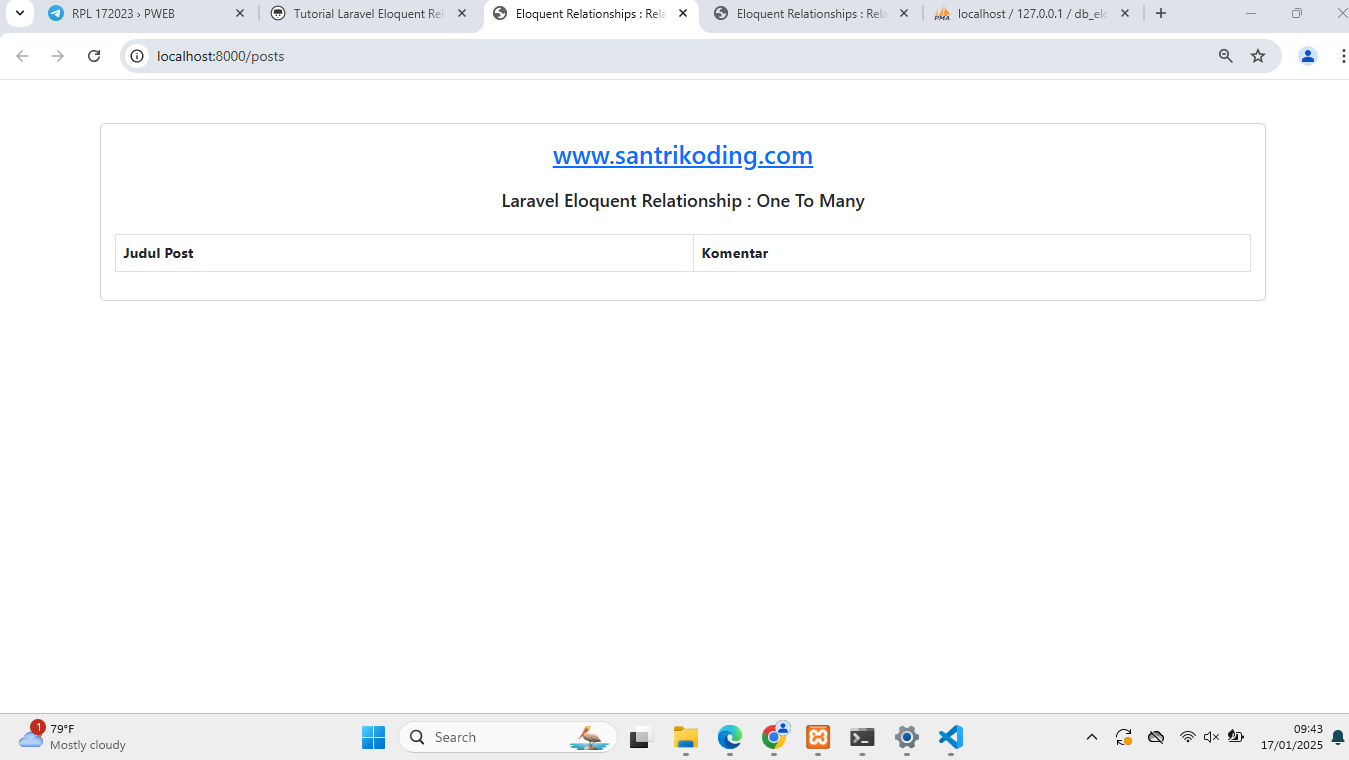 RPL 172023 › PWEB
Tutorial Laravel Eloquent Rel
Eloquent Relationships : Rela
Eloquent Relationships : Rela
localhost / 127.0.0.1 / db_elo
localhost:8000/posts
www.santrikoding.com
Laravel Eloquent Relationship : One To Many
Judul Post
Komentar
1
79°F
Mostly cloudy
Search
09:43
17/01/2025